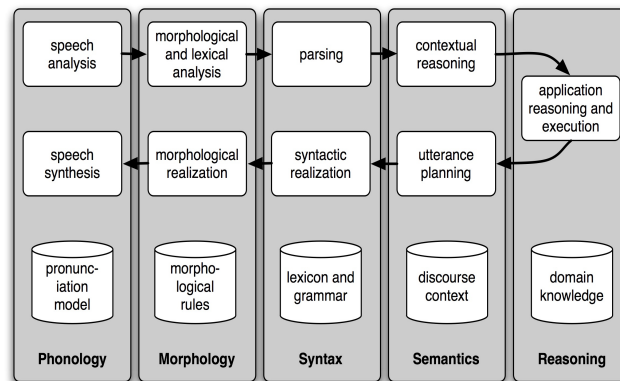 speech
analysis
morphological
and lexical
analysis
parsing
contextual
reasoning
application
reasoning and
execution
speech
synthesis
morphological
realization
syntactic
realization
utterance
planning
pronunc-
iation
model
morpho-
logical
rules
lexicon and
grammar
discourse
context
domain
knowledge
Phonology
Morphology
Syntax
Semantics
Reasoning